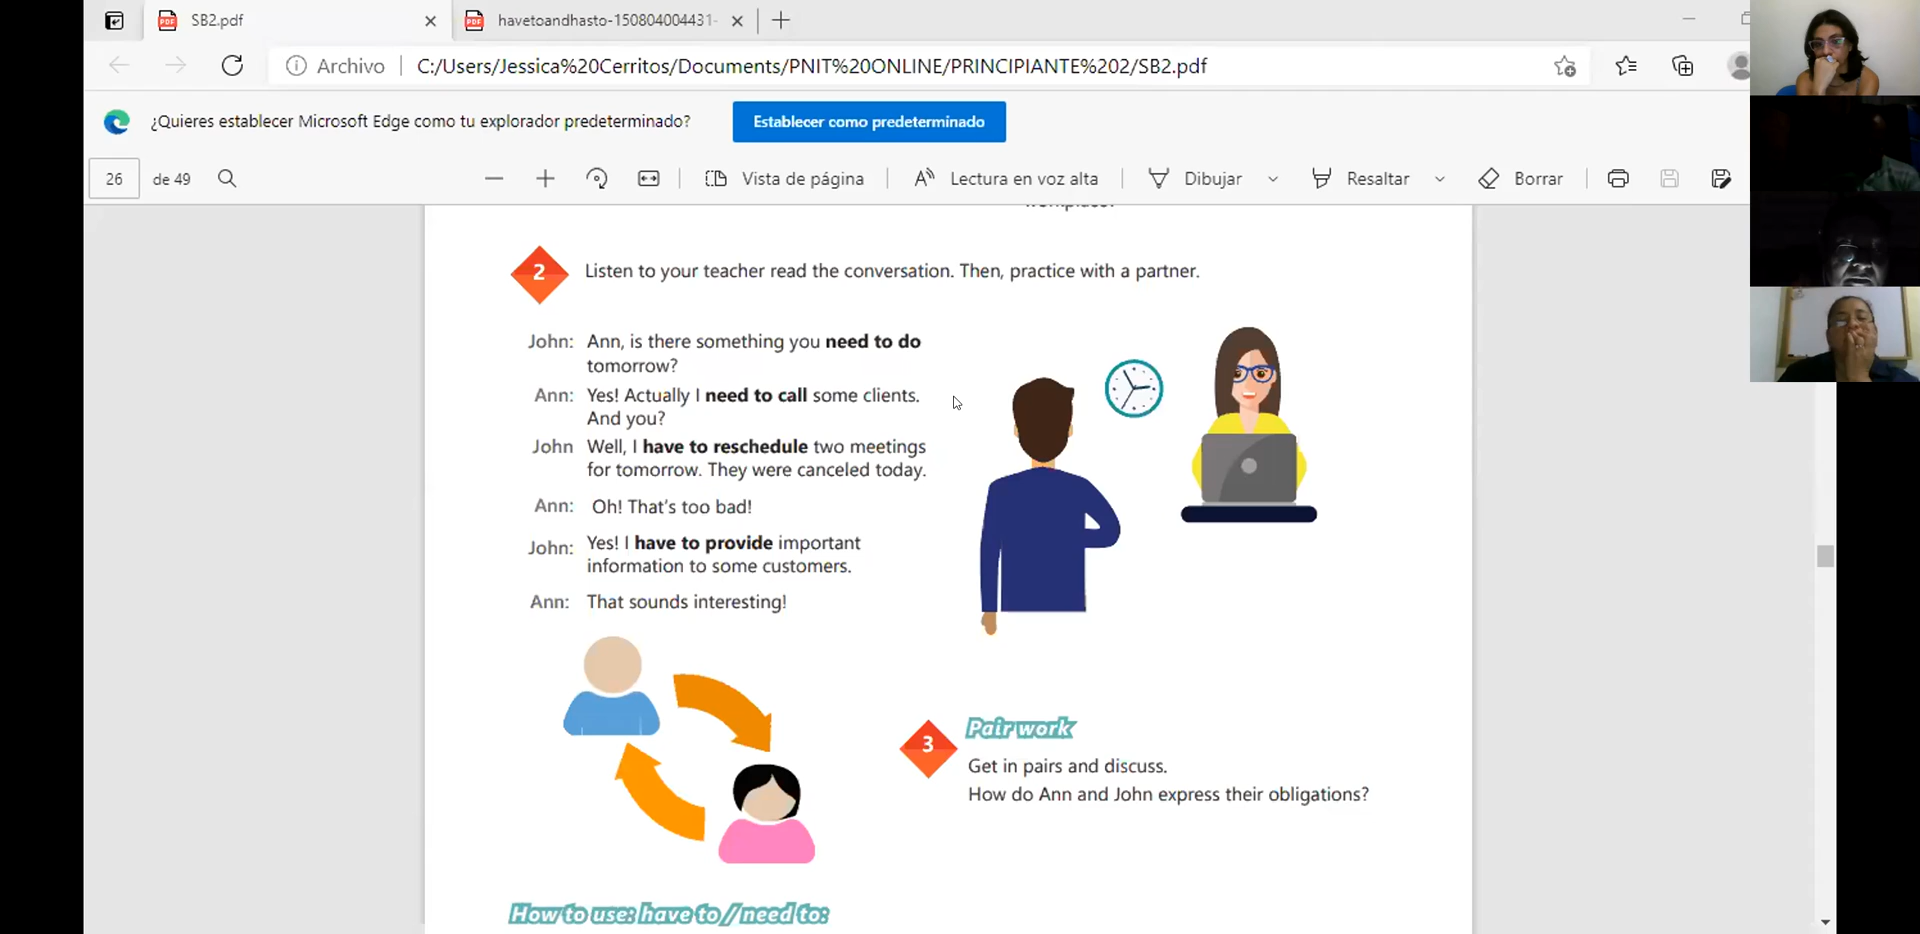 SB2.pdf
havetoandhasto-150804004431-
Archivo
C:/Users/Jessica%20Cerritos/Documents/PNIT%20ONLINE/PRINCIPIANTE%202/SB2.pdf
¿Quieres establecer Microsoft Edge como tu explorador predeterminado?
Establecer como predeterminado
26 de 49
Vista de página
Lectura en voz alta
Dibujar
Resaltar
Borrar
2
Listen to your teacher read the conversation. Then, practice with a partner.
John: Ann, is there something you need to do
tomorrow?
Ann: Yes! Actually I need to call some clients.
And you?
John Well, I have to reschedule two meetings
for tomorrow. They were canceled today.
Ann: Oh! That's too bad!
John: Yes! I have to provide important
information to some customers.
Ann: That sounds interesting!
3
Pair work
Get in pairs and discuss.
How do Ann and John express their obligations?
How to use: have to / need to: